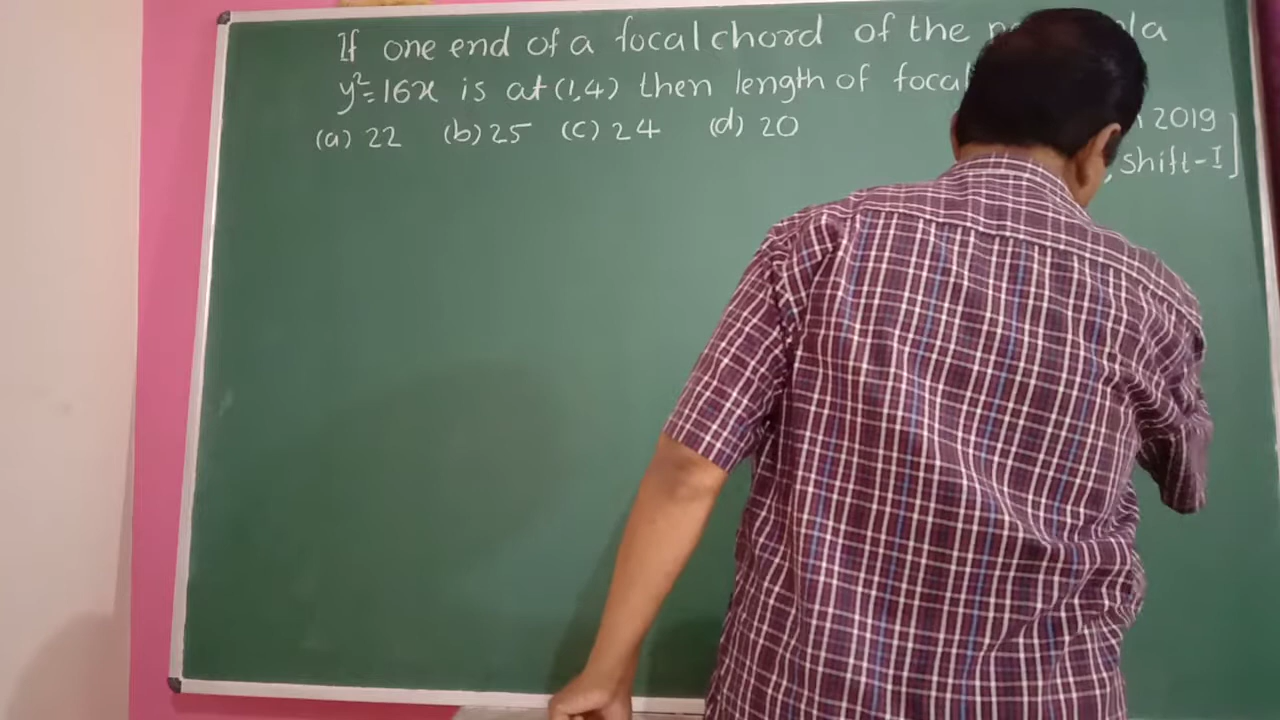 If one end of a focal chord of the
y²=16x is at (1,4) then length of focal
(a) 22 (b) 25 (c) 24 (d) 20
2019
, shift-I]